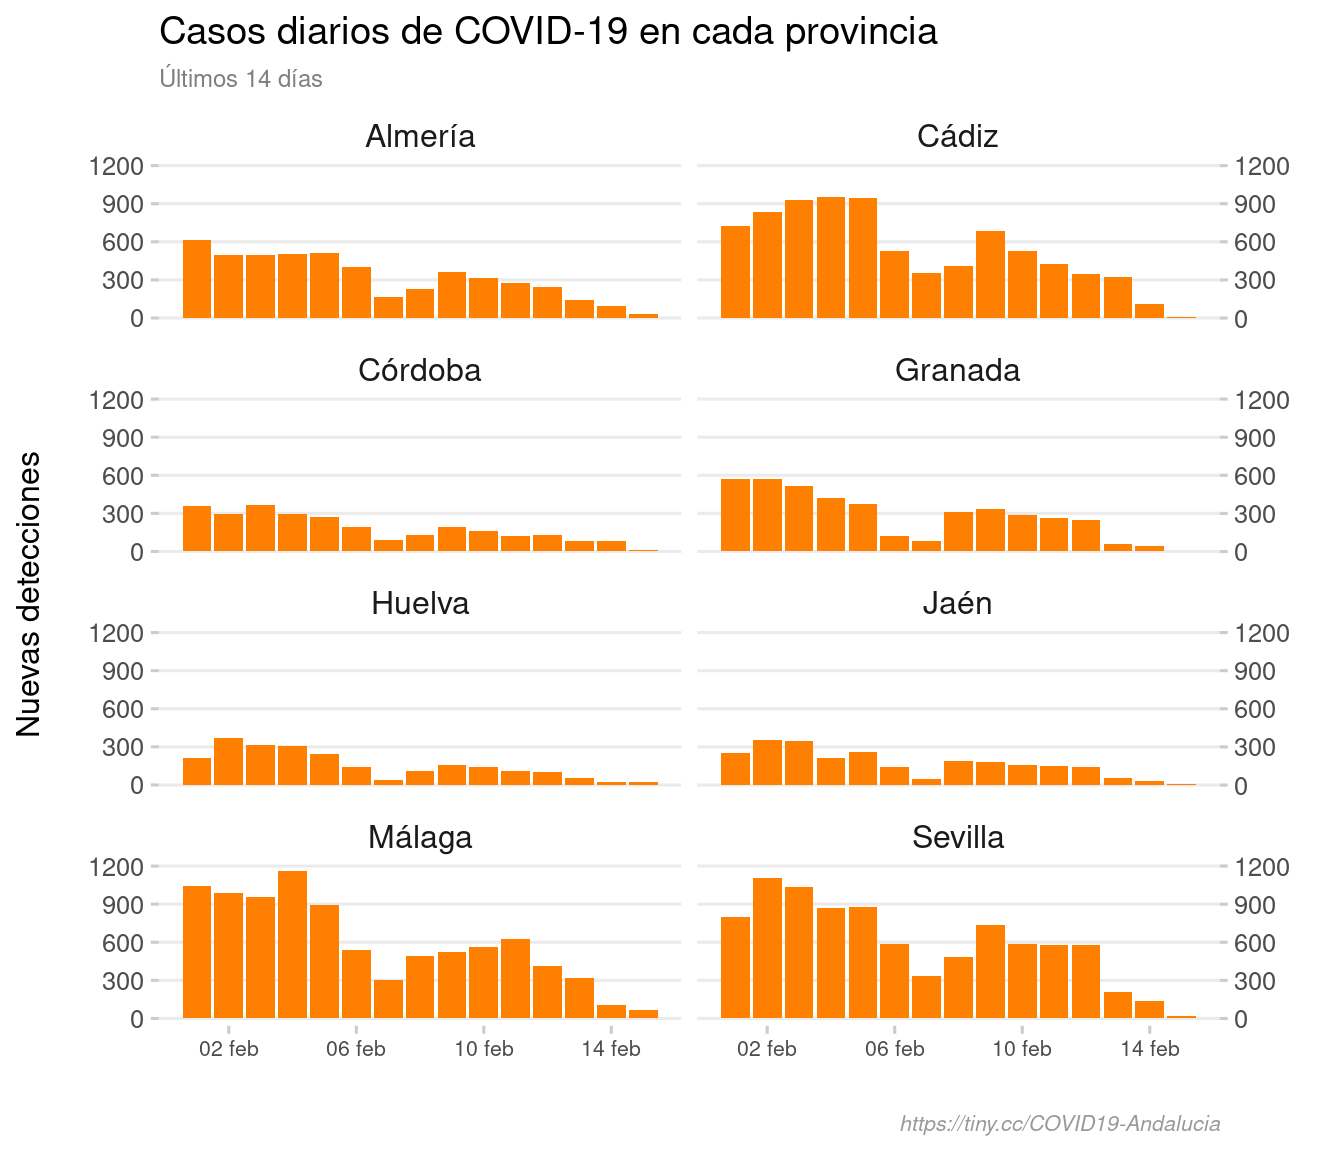 Casos diarios de COVID-19 en cada provincia
Últimos 14 días
Nuevas detecciones
Almería
Cádiz
1200
900
600
300
0
1200
900
600
300
0
Córdoba
Granada
1200
900
600
300
0
1200
900
600
300
0
Huelva
Jaén
1200
900
600
300
0
1200
900
600
300
0
Málaga
Sevilla
1200
900
600
300
0
1200
900
600
300
0
02 feb 06 feb 10 feb 14 feb
02 feb 06 feb 10 feb 14 feb
https://tiny.cc/COVID19-Andalucia